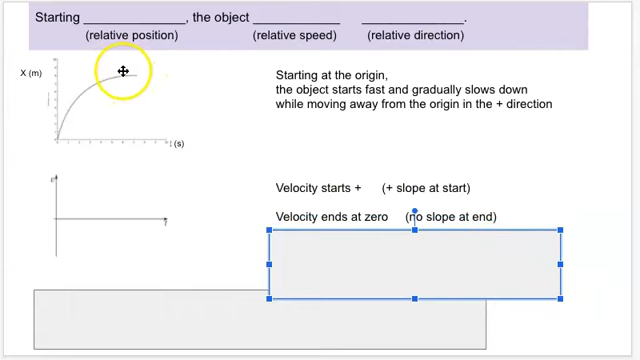 Starting _______________, the object _____________ _______________.
(relative position) (relative speed) (relative direction)
X (m)
t (s)
Starting at the origin,
the object starts fast and gradually slows down
while moving away from the origin in the + direction
Velocity starts + (+ slope at start)
Velocity ends at zero (no slope at end)